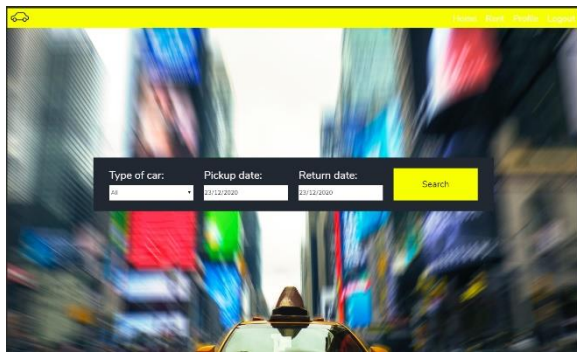 Home Rent Profile Logout
Type of car: Pickup date: Return date:
All 23/12/2020 23/12/2020 Search